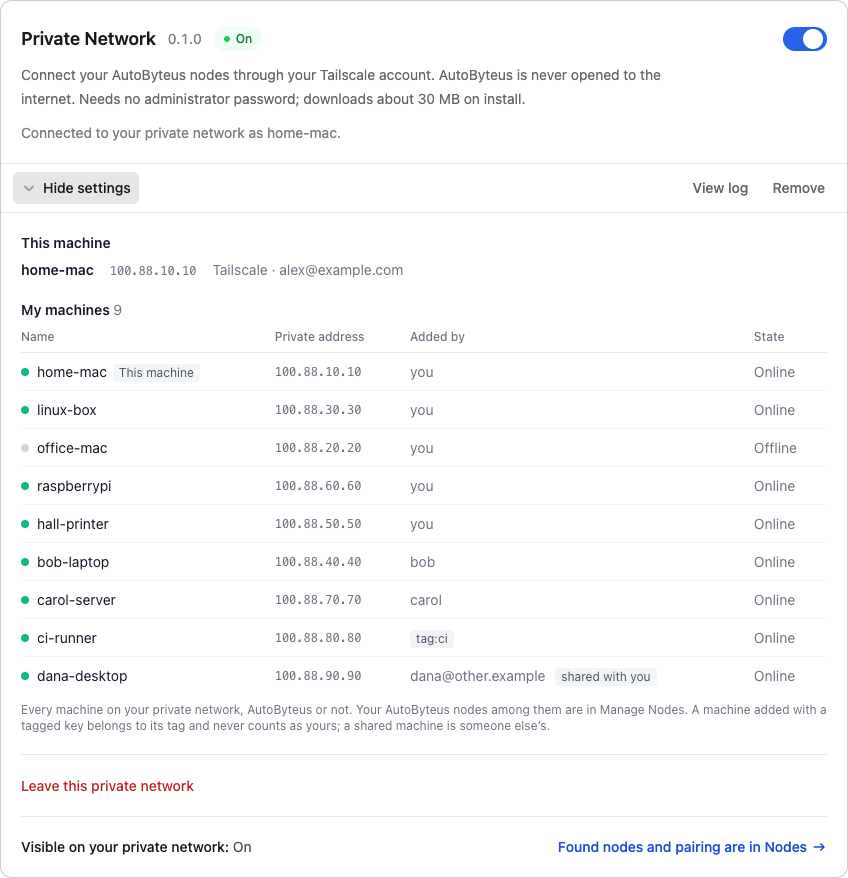 Private Network 0.1.0 On
Connect your AutoByteus nodes through your Tailscale account. AutoByteus is never opened to the
internet. Needs no administrator password; downloads about 30 MB on install.
Connected to your private network as home-mac.
Hide settings View log Remove
This machine
home-mac 100.88.10.10 Tailscale · alex@example.com
My machines 9
Name Private address Added by State
home-mac This machine 100.88.10.10 you Online
linux-box 100.88.30.30 you Online
office-mac 100.88.20.20 you Offline
raspberrypi 100.88.60.60 you Online
hall-printer 100.88.50.50 you Online
bob-laptop 100.88.40.40 bob Online
carol-server 100.88.70.70 carol Online
ci-runner 100.88.80.80 tag:ci Online
dana-desktop 100.88.90.90 dana@other.example shared with you Online
Every machine on your private network, AutoByteus or not. Your AutoByteus nodes among them are in Manage Nodes. A machine added with a
tagged key belongs to its tag and never counts as yours; a shared machine is someone else’s.
Leave this private network
Visible on your private network: On Found nodes and pairing are in Nodes →